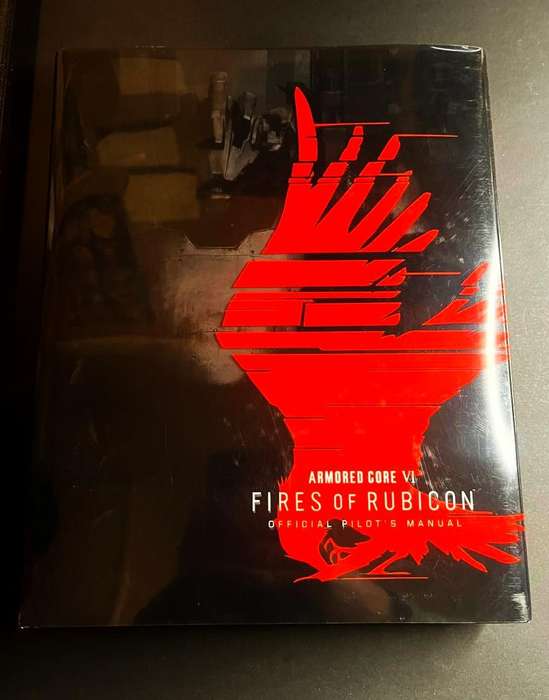 ARMORED CORE VI
FIRES OF RUBICON
OFFICIAL PILOT'S MANUAL